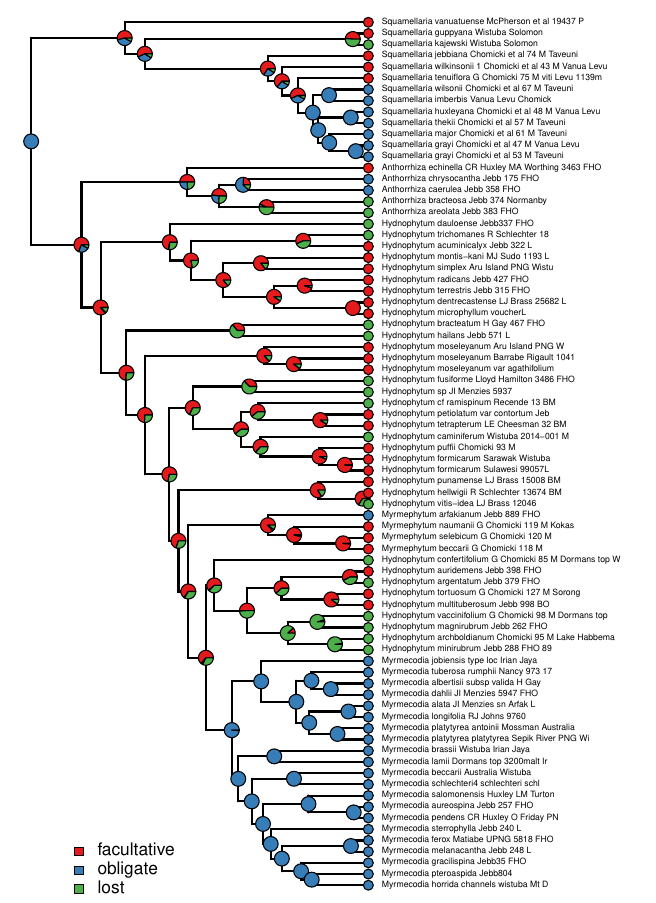 Squamellaria vanuatuense McPherson et al 19437 P
Squamellaria guppyana Wistuba Solomon
Squamellaria kajewski Wistuba Solomon
Squamellaria jebbiana Chomicki et al 74 M Taveuni
Squamellaria wilkinsonii 1 Chomicki et al 43 M Vanua Levu
Squamellaria tenuiflora G Chomicki 75 M viti Levu 1139m
Squamellaria wilsonii Chomicki et al 67 M Taveuni
Squamellaria imberbis Vanua Levu Chomick
Squamellaria huxleyana Chomicki et al 48 M Vanua Levu
Squamellaria thekii Chomicki et al 57 M Taveuni
Squamellaria major Chomicki et al 61 M Taveuni
Squamellaria grayi Chomicki et al 47 M Vanua Levu
Squamellaria grayi Chomicki et al 53 M Taveuni
Anthorrhiza echinella CR Huxley MA Worthing 3463 FHO
Anthorrhiza chrysocantha Jebb 175 FHO
Anthorrhiza caerulea Jebb 358 FHO
Anthorrhiza bracteosa Jebb 374 Normanby
Anthorrhiza areolata Jebb 383 FHO
Hydnophytum dauloense Jebb337 FHO
Hydnophytum trichomanes R Schlechter 18
Hydnophytum acuminicalyx Jebb 322 L
Hydnophytum montis−kani MJ Sudo 1193 L
Hydnophytum simplex Aru Island PNG Wistu
Hydnophytum radicans Jebb 427 FHO
Hydnophytum terrestris Jebb 315 FHO
Hydnophytum dentrecastense LJ Brass 25682 L
Hydnophytum microphyllum voucherL
Hydnophytum bracteatum H Gay 467 FHO
Hydnophytum hailans Jebb 571 L
Hydnophytum moseleyanum Aru Island PNG W
Hydnophytum moseleyanum Barrabe Rigault 1041
Hydnophytum moseleyanum var agathifolium
Hydnophytum fusiforme Lloyd Hamilton 3486 FHO
Hydnophytum sp JI Menzies 5937
Hydnophytum cf ramispinum Recende 13 BM
Hydnophytum petiolatum var contortum Jeb
Hydnophytum tetrapterum LE Cheesman 32 BM
Hydnophytum caminiferum Wistuba 2014−001 M
Hydnophytum puffii Chomicki 93 M
Hydnophytum formicarum Sarawak Wistuba
Hydnophytum formicarum Sulawesi 99057L
Hydnophytum punamense LJ Brass 15008 BM
Hydnophytum hellwigii R Schlechter 13674 BM
Hydnophytum vitis−idea LJ Brass 12046
Myrmephytum arfakianum Jebb 889 FHO
Myrmephytum naumanii G Chomicki 119 M Kokas
Myrmephytum selebicum G Chomicki 120 M
Myrmephytum beccarii G Chomicki 118 M
Hydnophytum confertifolium G Chomicki 85 M Dormans top W
Hydnophytum auridemens Jebb 398 FHO
Hydnophytum argentatum Jebb 379 FHO
Hydnophytum tortuosum G Chomicki 127 M Sorong
Hydnophytum multituberosum Jebb 998 BO
Hydnophytum vaccinifolium G Chomicki 98 M Dormans top
Hydnophytum magnirubrum Jebb 262 FHO
Hydnophytum archboldianum Chomicki 95 M Lake Habbema
Hydnophytum minirubrum Jebb 288 FHO 89
Myrmecodia jobiensis type loc Irian Jaya
Myrmecodia tuberosa rumphii Nancy 973 17
Myrmecodia albertisii subsp valida H Gay
Myrmecodia dahlii JI Menzies 5947 FHO
Myrmecodia alata JI Menzies sn Arfak L
Myrmecodia longifolia RJ Johns 9760
Myrmecodia platytyrea antoinii Mossman Australia
Myrmecodia platytyrea platytyrea Sepik River PNG Wi
Myrmecodia brassii Wistuba Irian Jaya
Myrmecodia lamii Dormans top 3200malt Ir
Myrmecodia beccarii Australia Wistuba
Myrmecodia schlechteri4 schlechteri schl
Myrmecodia salomonensis Huxley LM Turton
Myrmecodia aureospina Jebb 257 FHO
Myrmecodia pendens CR Huxley O Friday PN
Myrmecodia sterrophylla Jebb 240 L
Myrmecodia ferox Matiabe UPNG 5818 FHO
Myrmecodia melanacantha Jebb 248 L
Myrmecodia gracilispina Jebb35 FHO
Myrmecodia pteroaspida Jebb804
Myrmecodia horrida channels wistuba Mt D
facultative
obligate
lost